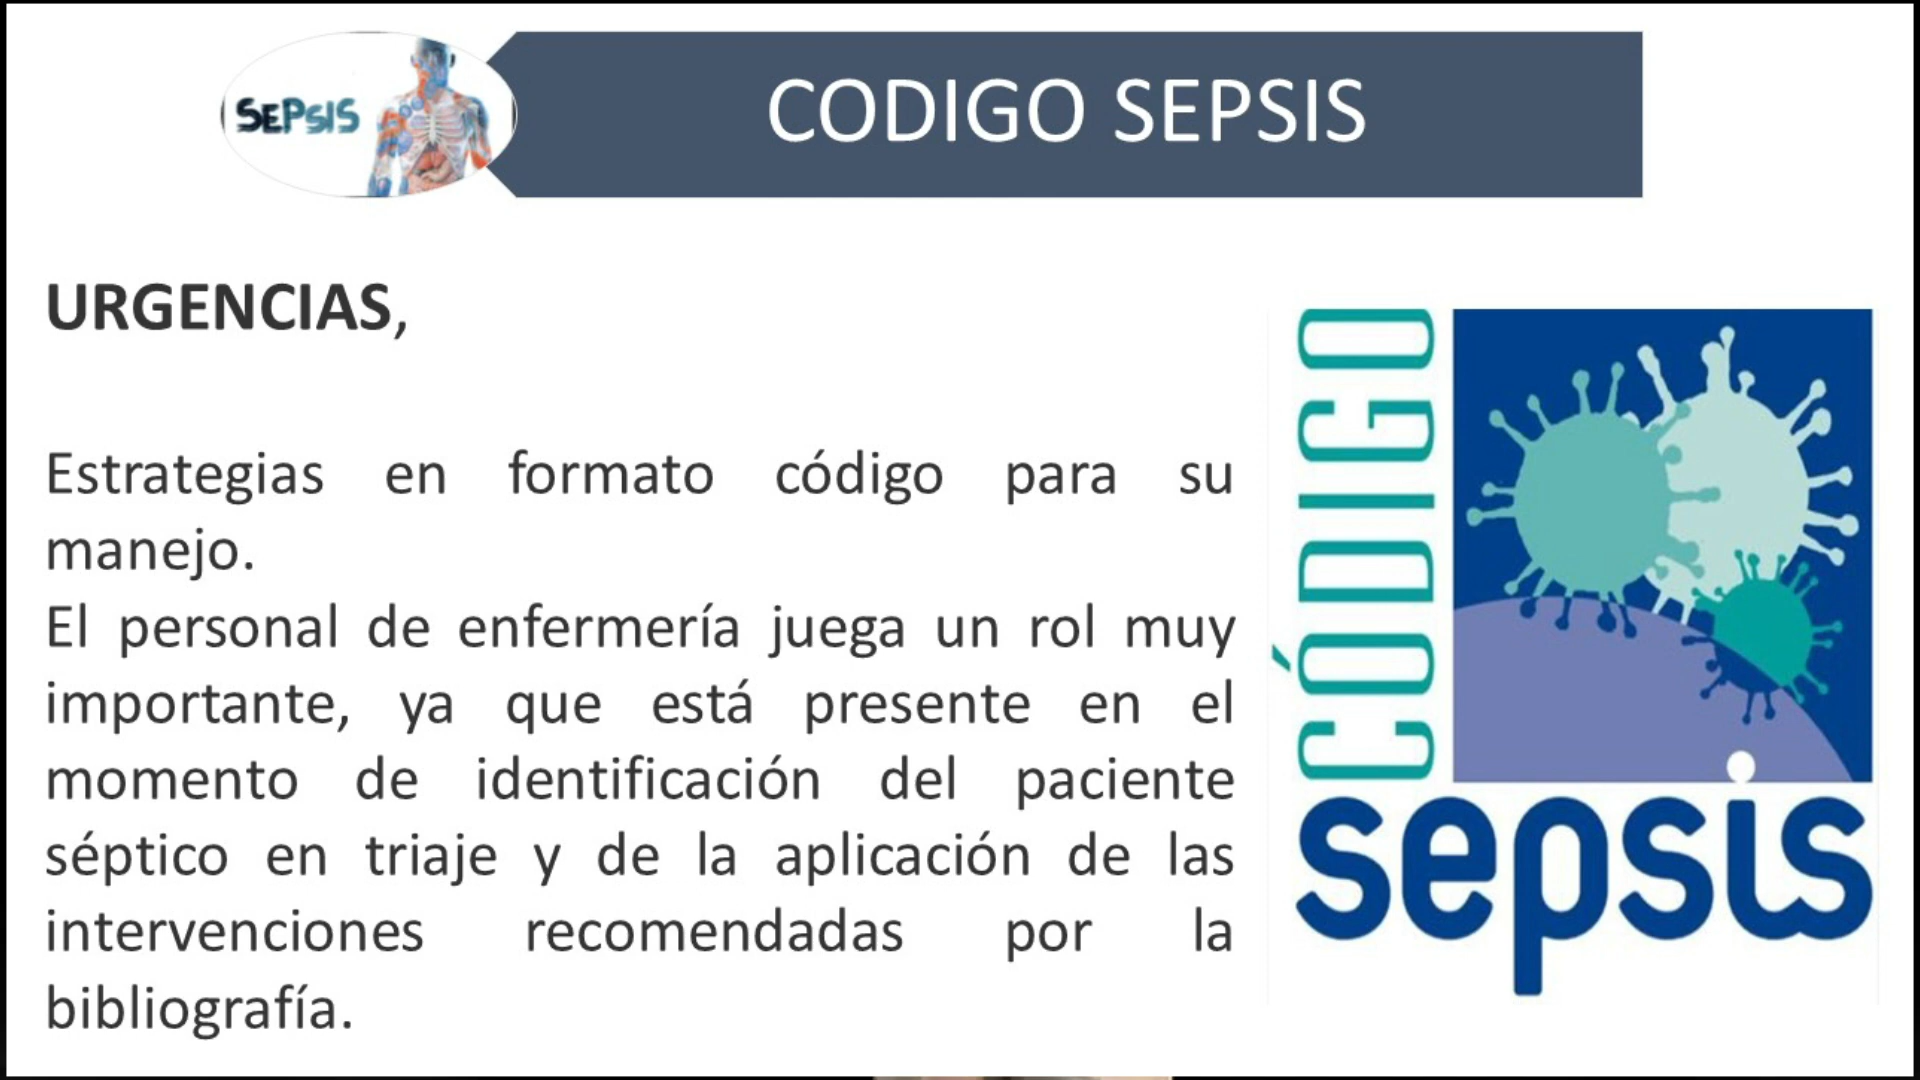 SEPSIS
CODIGO SEPSIS
URGENCIAS,
Estrategias en formato código para su
manejo.
El personal de enfermería juega un rol muy
importante, ya que está presente en el
momento de identificación del paciente
séptico en triaje y de la aplicación de las
intervenciones recomendadas por la
bibliografía.
CÓDIGO
sepsis